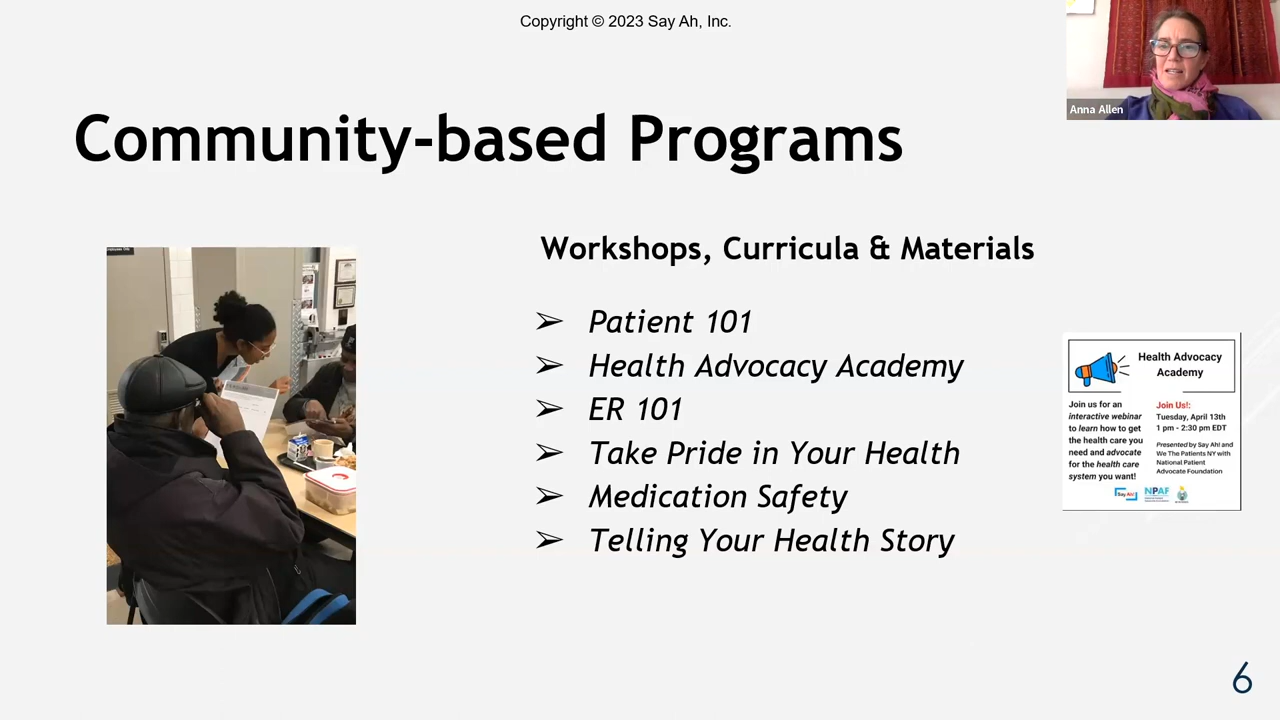 Copyright © 2023 Say Ah, Inc.
Anna Allen
Community-based Programs
Workshops, Curricula & Materials
➢ Patient 101
➢ Health Advocacy Academy
➢ ER 101
➢ Take Pride in Your Health
➢ Medication Safety
➢ Telling Your Health Story
Health Advocacy
Academy
Join us for an
interactive webinar
to learn how to get
the health care you
need and advocate
for the health care
system you want!
Join Us!:
Tuesday, April 13th
1 pm - 2:30 pm EDT
Presented by Say Ah! and
We The Patients NY with
National Patient
Advocate Foundation
Say Ah!
NPAF
6